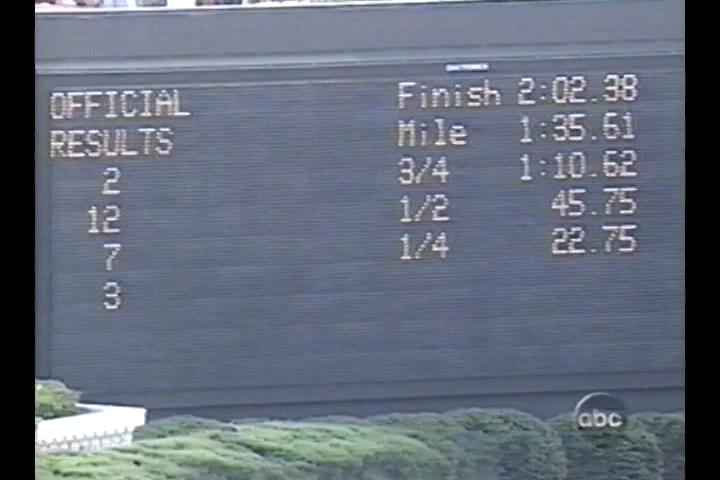 OFFICIAL
RESULTS
2
12
7
3
Finish 2:02.38
Mile 1:35.61
3/4 1:10.62
1/2 45.75
1/4 22.75
abc